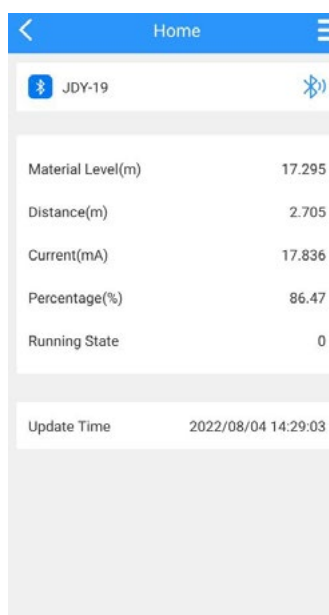 Home
JDY-19
Material Level(m) 17.295
Distance(m) 2.705
Current(mA) 17.836
Percentage(%) 86.47
Running State 0
Update Time 2022/08/04 14:29:03